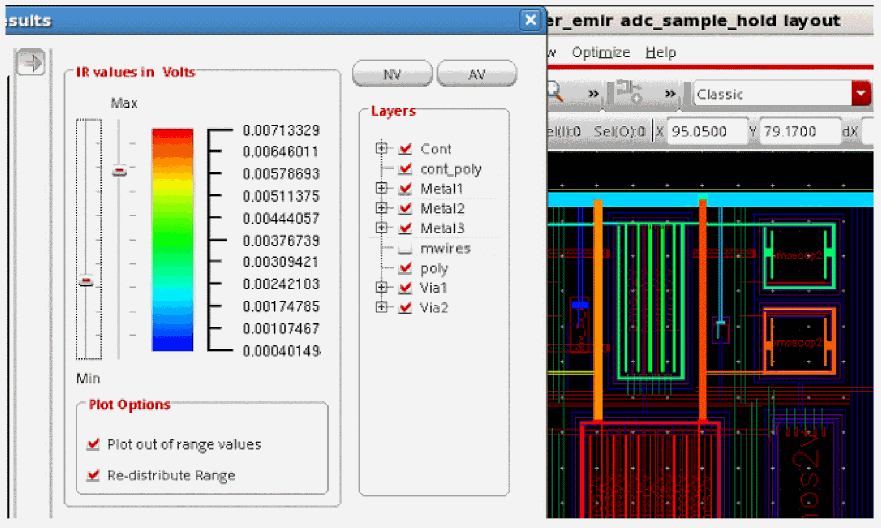 sults
er_emir adc_sample_hold layout
w Optimize Help
» » Classic
el(I):0 Sel(O):0 X 95.0500 Y 79.1700 dX
IR values in Volts
Max
0.00713329
0.00646011
0.00578693
0.00511375
0.00444057
0.00376739
0.00309421
0.00242103
0.00174785
0.00107467
0.00040149
Min
Plot Options
Plot out of range values
Re-distribute Range
NV AV
Layers
Cont
cont_poly
Metal1
Metal2
Metal3
mwires
poly
Via1
Via2